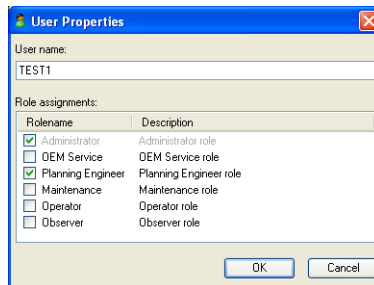 User Properties
User name:
TEST1
Role assignments:
Rolename Description
Administrator Administrator role
OEM Service OEM Service role
Planning Engineer Planning Engineer role
Maintenance Maintenance role
Operator Operator role
Observer Observer role
OK Cancel